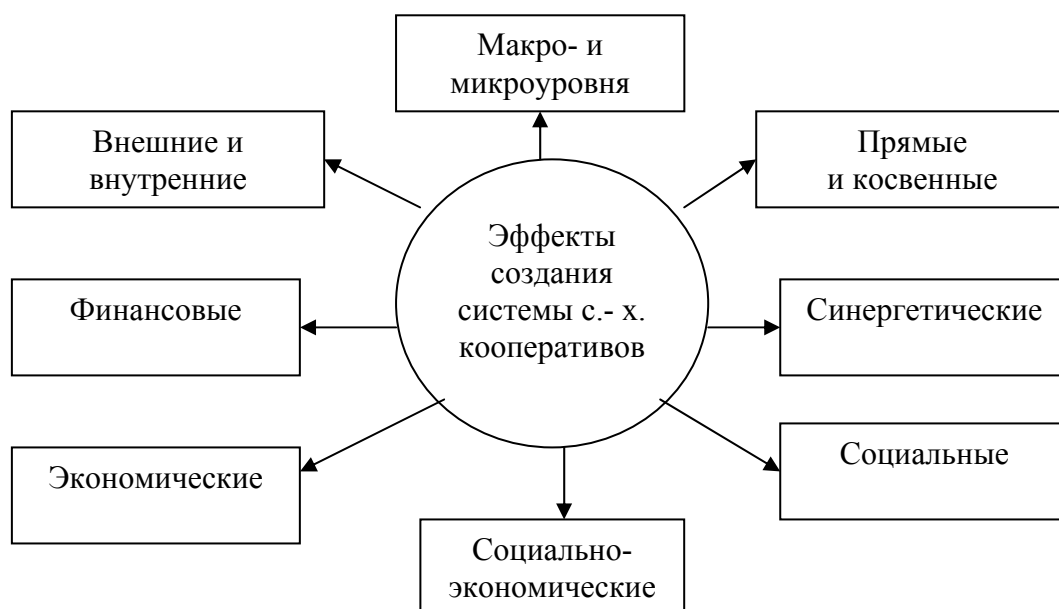 Макро- и
микроуровня
Внешние и
внутренние
Прямые
и косвенные
Эффекты
создания
системы с.- х.
кооперативов
Финансовые
Синергетические
Экономические
Социальные
Социально-
экономические